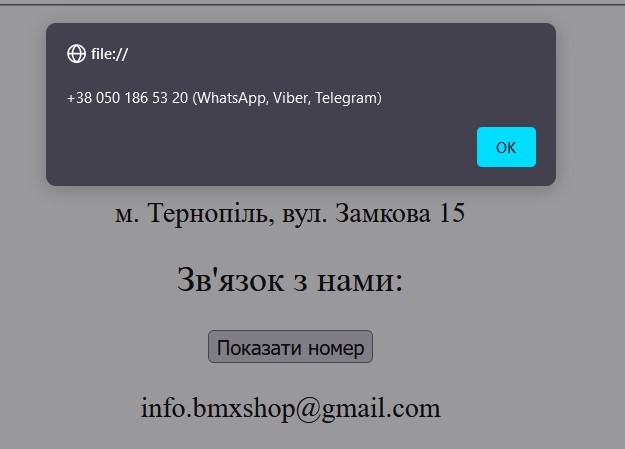 file://
+38 050 186 53 20 (WhatsApp, Viber, Telegram)
OK
м. Тернопіль, вул. Замкова 15
Зв'язок з нами:
Показати номер
info.bmxshop@gmail.com